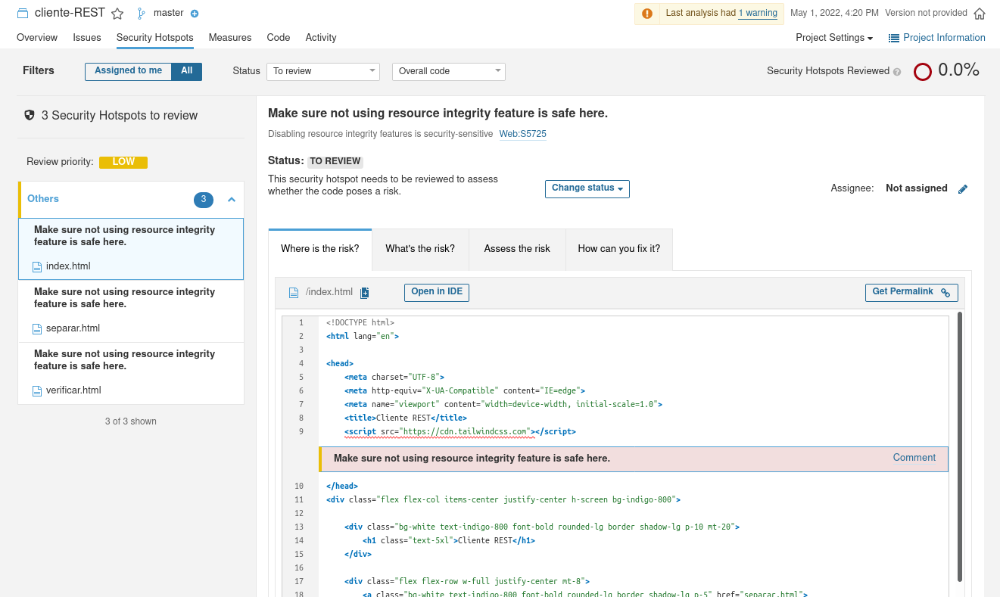 cliente-REST master
Last analysis had 1 warning May 1, 2022, 4:20 PM Version not provided
Overview Issues Security Hotspots Measures Code Activity
Project Settings Project Information
Filters Assigned to me All Status To review Overall code Security Hotspots Reviewed ? 0.0%
3 Security Hotspots to review
Review priority: LOW
Others 3
Make sure not using resource integrity
feature is safe here.
index.html
Make sure not using resource integrity
feature is safe here.
separar.html
Make sure not using resource integrity
feature is safe here.
verificar.html
3 of 3 shown
Make sure not using resource integrity feature is safe here.
Disabling resource integrity features is security-sensitive Web:S5725
Status: TO REVIEW
This security hotspot needs to be reviewed to assess
whether the code poses a risk.
Change status
Assignee: Not assigned
Where is the risk? What's the risk? Assess the risk How can you fix it?
/index.html Open in IDE Get Permalink
1 <!DOCTYPE html>
2 <html lang="en">
3
4 <head>
5 <meta charset="UTF-8">
6 <meta http-equiv="X-UA-Compatible" content="IE=edge">
7 <meta name="viewport" content="width=device-width, initial-scale=1.0">
8 <title>Cliente REST</title>
9 <script src="https://cdn.tailwindcss.com"></script>
Make sure not using resource integrity feature is safe here. Comment
10 </head>
11 <div class="flex flex-col items-center justify-center h-screen bg-indigo-800">
12
13 <div class="bg-white text-indigo-800 font-bold rounded-lg border shadow-lg p-10 mt-20">
14 <h1 class="text-5xl">Cliente REST</h1>
15 </div>
16
17 <div class="flex flex-row w-full justify-center mt-8">
18 <a class="bg-white text-indigo-800 font-bold rounded-lg border shadow-lg p-5" href="separar.html">